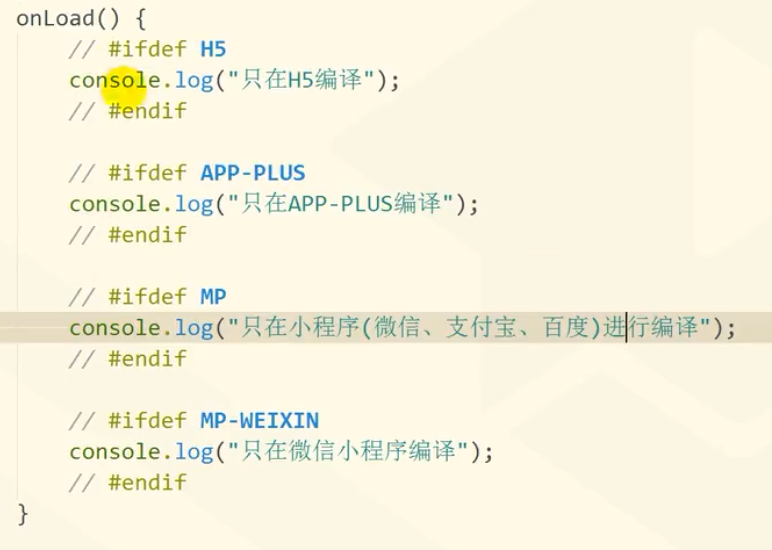 onLoad() {
// #ifdef H5
console.log("只在H5编译");
// #endif
// #ifdef APP-PLUS
console.log("只在APP-PLUS编译");
// #endif
// #ifdef MP
console.log("只在小程序(微信、支付宝、百度)进行编译");
// #endif
// #ifdef MP-WEIXIN
console.log("只在微信小程序编译");
// #endif
}